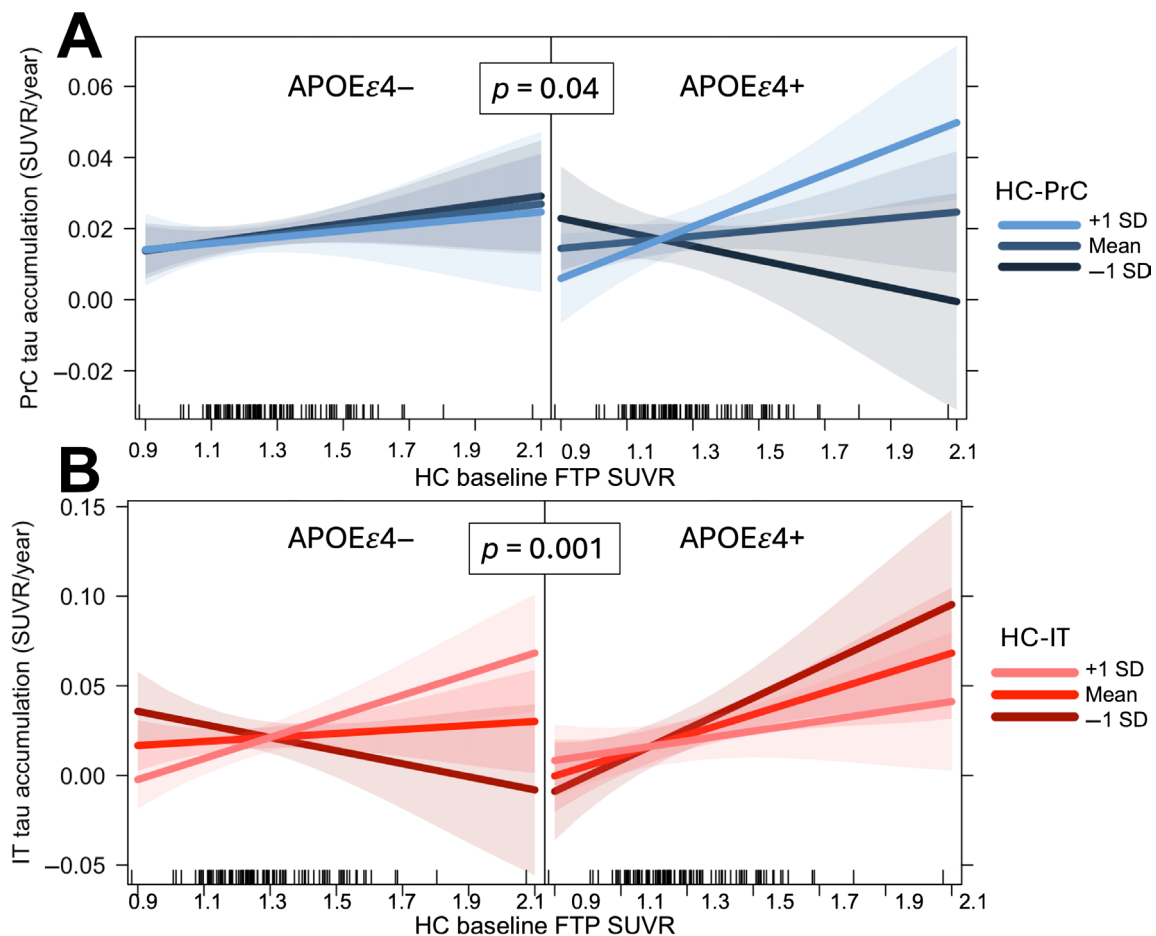 A
APOEε4–
p = 0.04
APOEε4+
PrC tau accumulation (SUVR/year)
0.06
0.04
0.02
0.00
–0.02
HC-PrC
+1 SD
Mean
–1 SD
0.9 1.1 1.3 1.5 1.7 1.9 2.1 0.9 1.1 1.3 1.5 1.7 1.9 2.1
HC baseline FTP SUVR
B
APOEε4–
p = 0.001
APOEε4+
IT tau accumulation (SUVR/year)
0.15
0.10
0.05
0.00
–0.05
HC-IT
+1 SD
Mean
–1 SD
0.9 1.1 1.3 1.5 1.7 1.9 2.1 0.9 1.1 1.3 1.5 1.7 1.9 2.1
HC baseline FTP SUVR